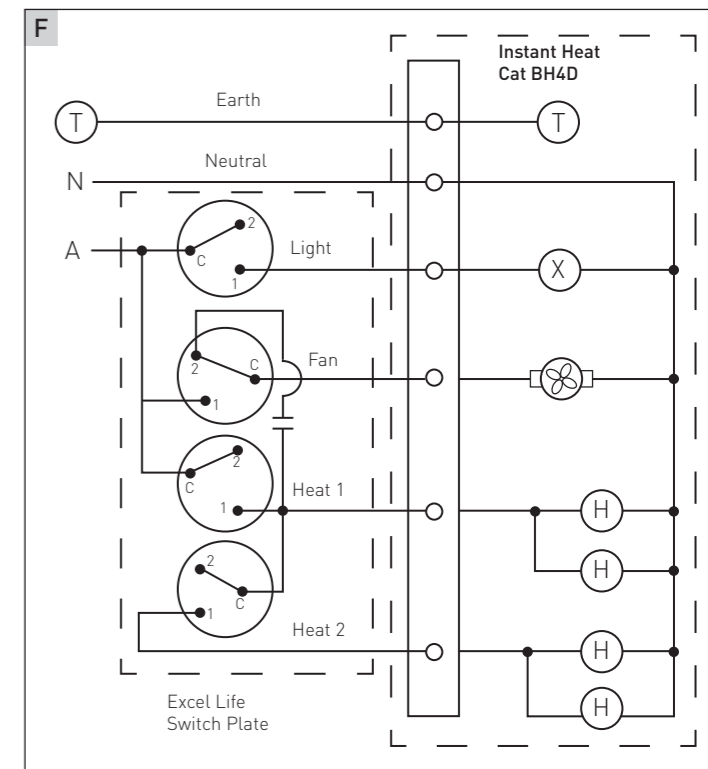 F
Instant Heat
Cat BH4D
Earth
T
T
Neutral
N
A
2
Light
C
1
X
2
C
Fan
1
2
C
1
Heat 1
H
H
2
C
1
Heat 2
H
H
Excel Life
Switch Plate